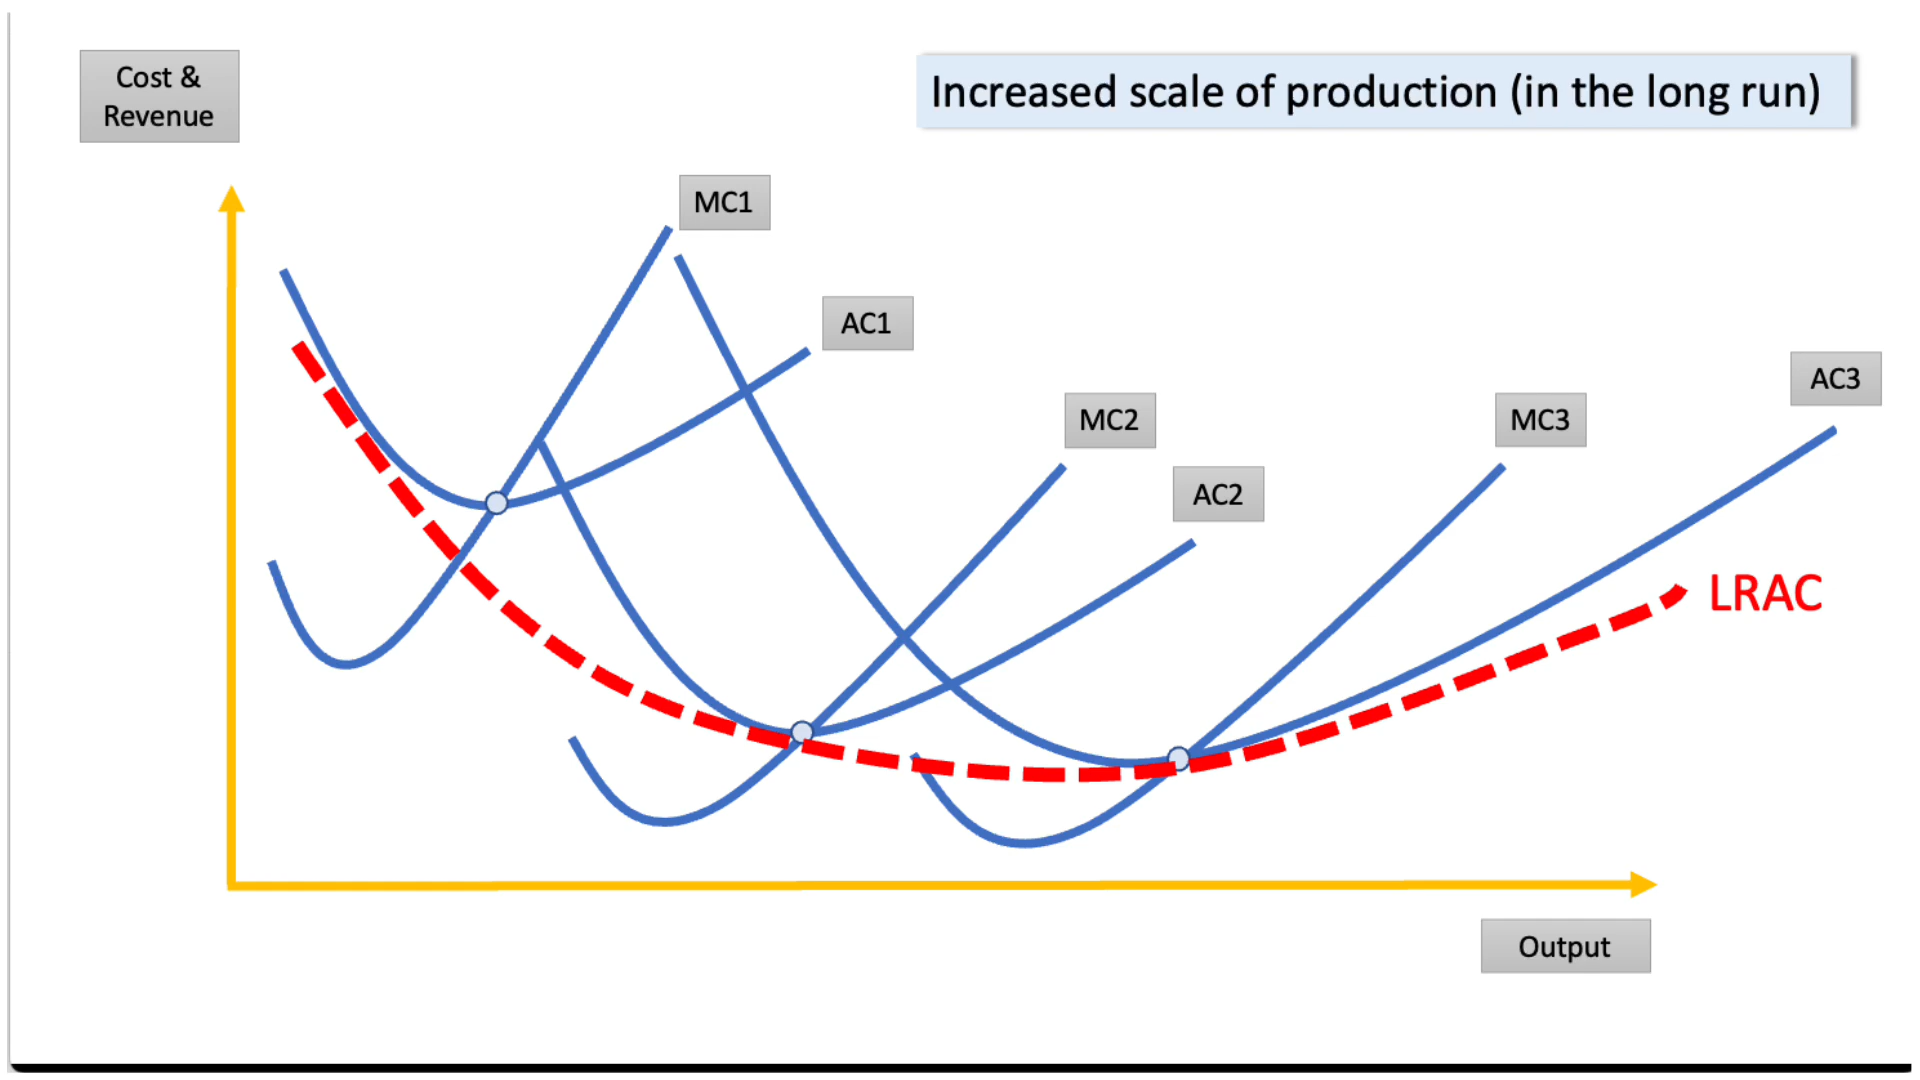 Cost &
Revenue
Increased scale of production (in the long run)
MC1
AC1
AC3
MC2
MC3
AC2
LRAC
Output